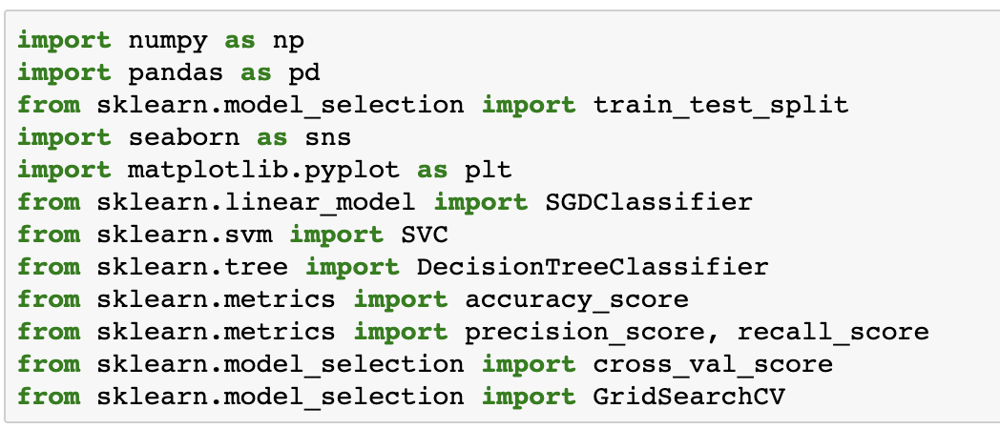 import numpy as np
import pandas as pd
from sklearn.model_selection import train_test_split
import seaborn as sns
import matplotlib.pyplot as plt
from sklearn.linear_model import SGDClassifier
from sklearn.svm import SVC
from sklearn.tree import DecisionTreeClassifier
from sklearn.metrics import accuracy_score
from sklearn.metrics import precision_score, recall_score
from sklearn.model_selection import cross_val_score
from sklearn.model_selection import GridSearchCV